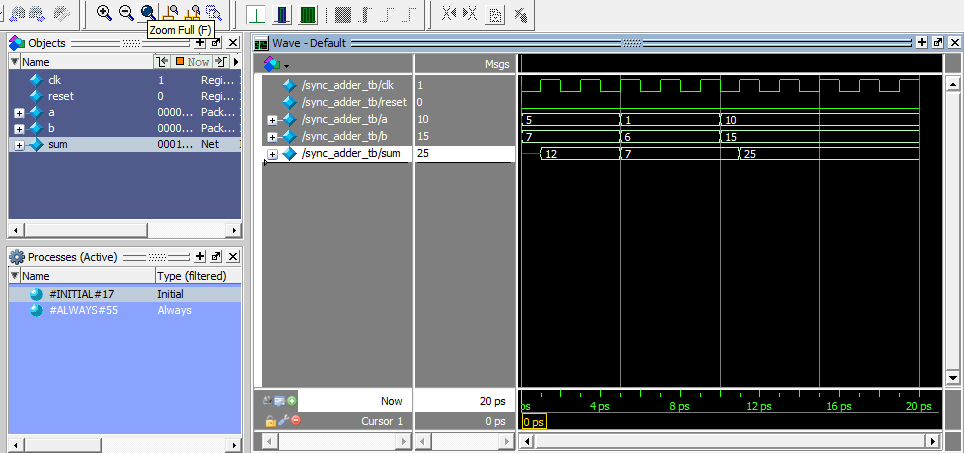 Zoom Full (F)
Objects
Name
Now
clk 1 Regi...
reset 0 Regi...
a 0000... Pack...
b 0000... Pack...
sum 0001... Net
Processes (Active)
Name Type (filtered)
#INITIAL#17 Initial
#ALWAYS#55 Always
Wave - Default
Msgs
/sync_adder_tb/clk 1
/sync_adder_tb/reset 0
/sync_adder_tb/a 10 5 1 10
/sync_adder_tb/b 15 7 6 15
/sync_adder_tb/sum 25 12 7 25
Now 20 ps ps 4 ps 8 ps 12 ps 16 ps 20 ps
Cursor 1 0 ps 0 ps